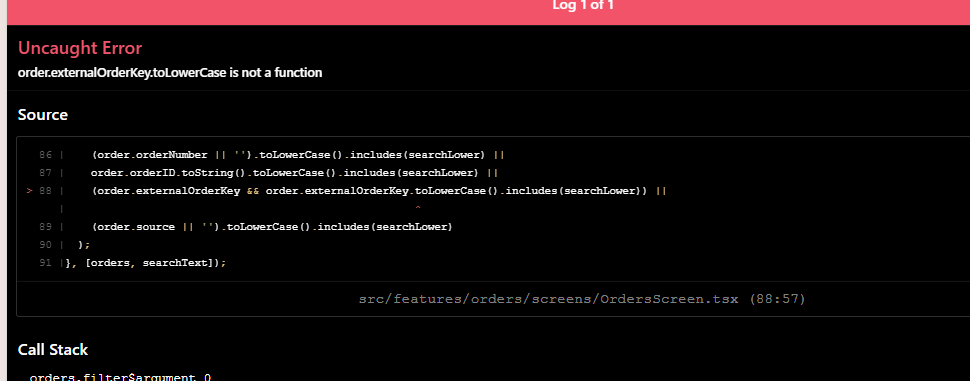 Log 1 of 1
Uncaught Error
order.externalOrderKey.toLowerCase is not a function
Source
86 | (order.orderNumber || '').toLowerCase().includes(searchLower) ||
87 | order.orderID.toString().toLowerCase().includes(searchLower) ||
> 88 | (order.externalOrderKey && order.externalOrderKey.toLowerCase().includes(searchLower)) ||
| ^
89 | (order.source || '').toLowerCase().includes(searchLower)
90 | );
91 |}, [orders, searchText]);
src/features/orders/screens/OrdersScreen.tsx (88:57)
Call Stack
orders.filter$argument_0